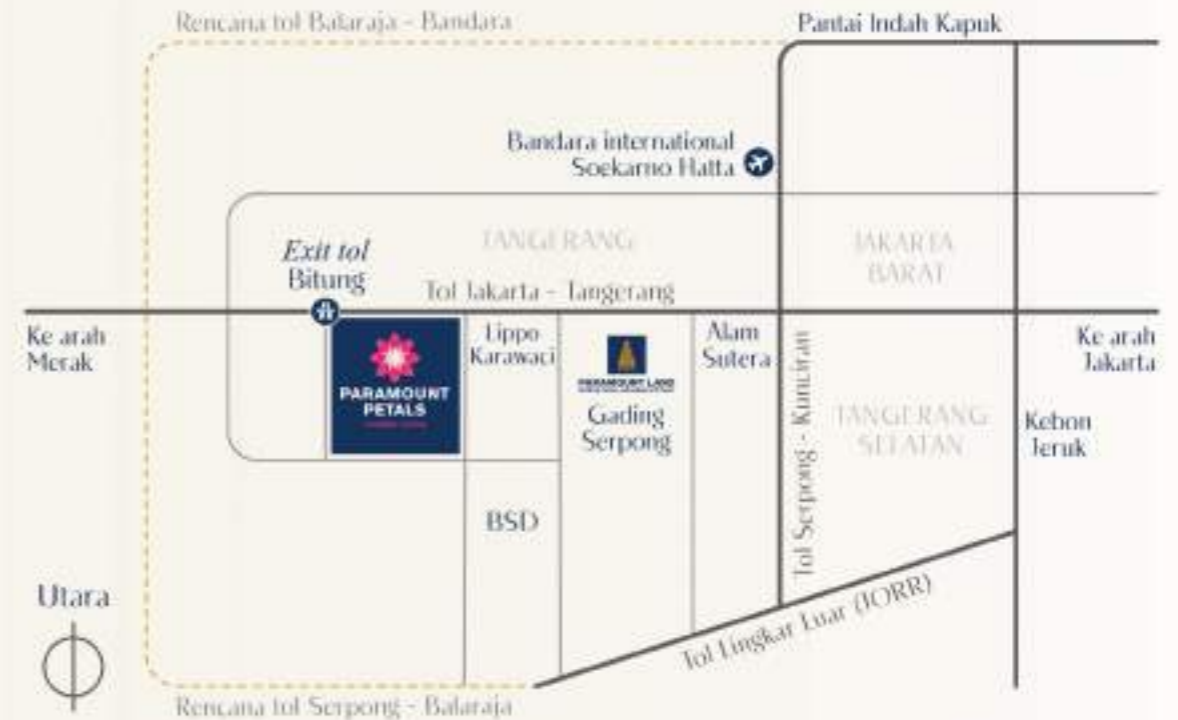 Rencana tol Balaraja - Bandara
Pantai Indah Kapuk
Bandara international
Soekarno Hatta
TANGERANG
JAKARTA
BARAT
Exit tol
Bitung
Tol Jakarta - Tangerang
Ke arah
Merak
PARAMOUNT
PETALS
Lippo
Karawaci
PARAMOUNT LAND
Gading
Serpong
Alam
Sutera
Tol Serpong - Kunciran
TANGERANG
SELATAN
Ke arah
Jakarta
Kebon
Jeruk
BSD
Utara
Tol Lingkar Luar (JORR)
Rencana tol Serpong - Balaraja